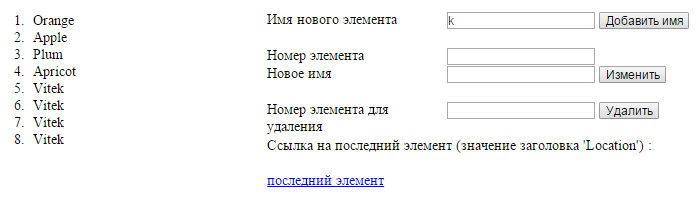 1. Orange
2. Apple
3. Plum
4. Apricot
5. Vitek
6. Vitek
7. Vitek
8. Vitek
Имя нового элемента k Добавить имя
Номер элемента
Новое имя Изменить
Номер элемента для Удалить
удаления
Ссылка на последний элемент (значение заголовка 'Location') :
последний элемент